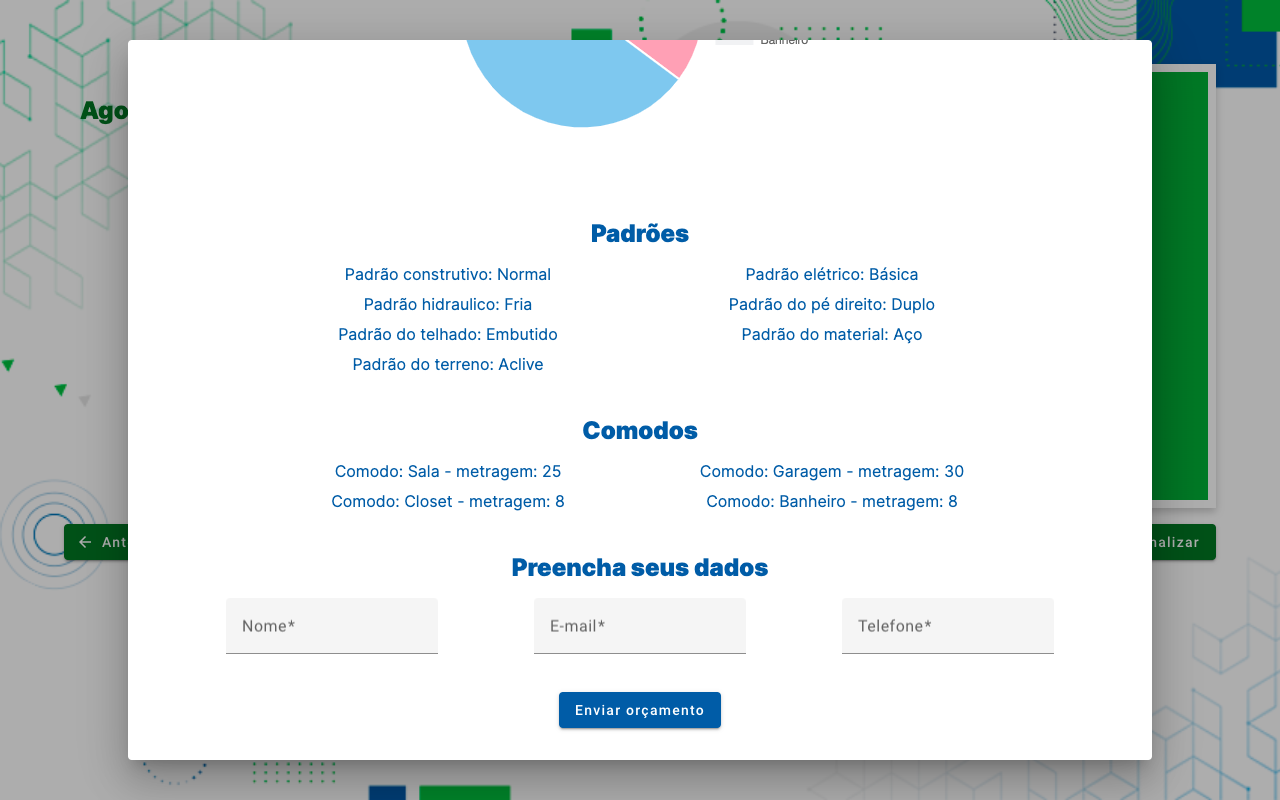 Banheiro
Ago
Padrões
Padrão construtivo: Normal
Padrão elétrico: Básica
Padrão hidraulico: Fria
Padrão do pé direito: Duplo
Padrão do telhado: Embutido
Padrão do material: Aço
Padrão do terreno: Aclive
Comodos
Comodo: Sala - metragem: 25
Comodo: Garagem - metragem: 30
Comodo: Closet - metragem: 8
Comodo: Banheiro - metragem: 8
Ant
nalizar
Preencha seus dados
Nome*
E-mail*
Telefone*
Enviar orçamento